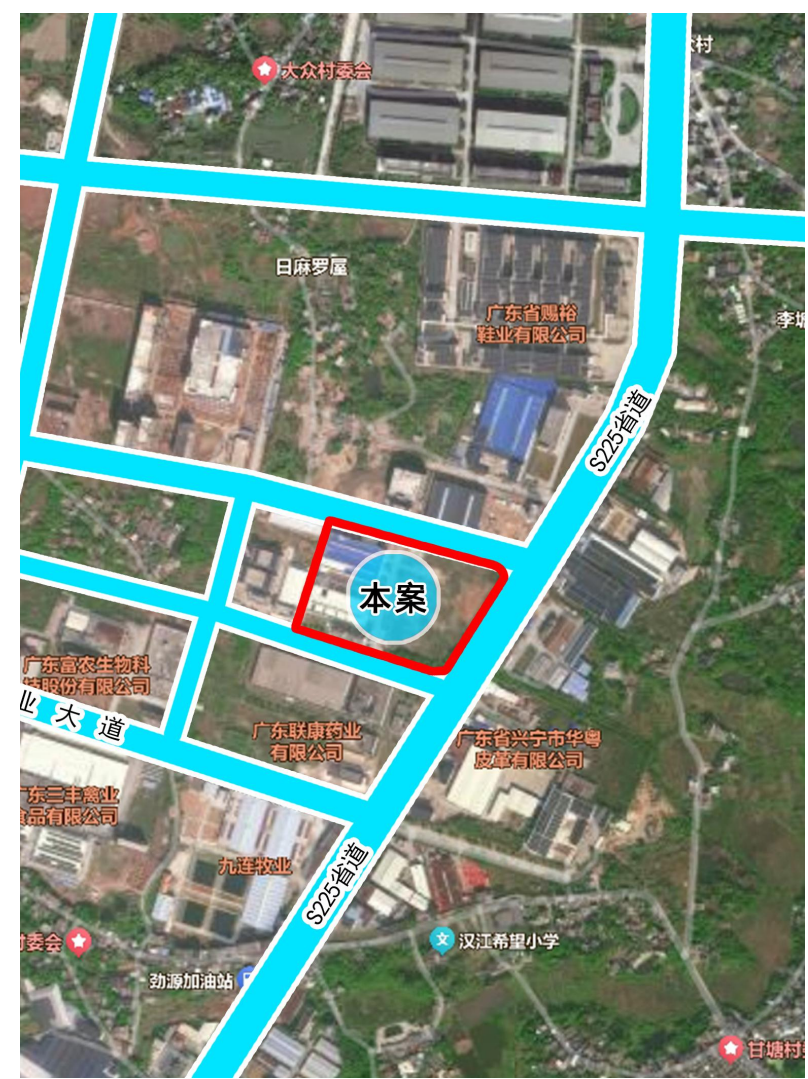 村
大众村委会
日麻罗屋
广东省赐裕
鞋业有限公司
李塘
S225省道
本案
广东富农生物科
技股份有限公司
业大道
广东联康药业
有限公司
广东省兴宁市华粤
皮革有限公司
东三丰禽业
食品有限公司
九连牧业
S225省道
村委会
文
汉江希望小学
劲源加油站
甘塘村